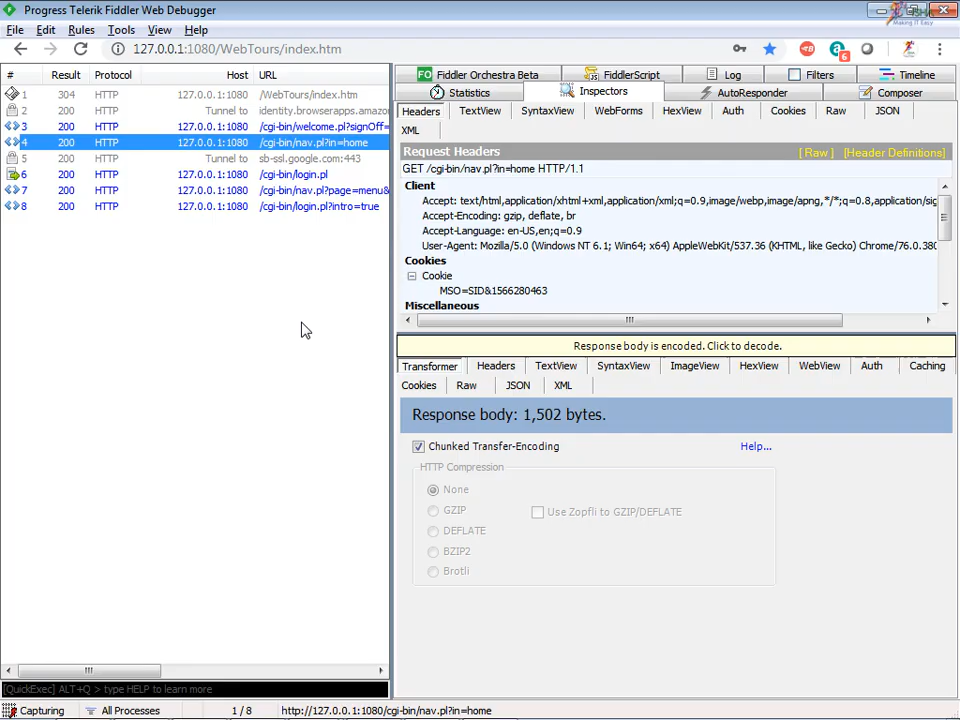 Progress Telerik Fiddler Web Debugger
File Edit Rules Tools View Help
127.0.0.1:1080/WebTours/index.htm
6
Making IT Easy
# Result Protocol Host URL
1 304 HTTP 127.0.0.1:1080 /WebTours/index.htm
2 200 HTTP Tunnel to identity.browserapps.amazo
3 200 HTTP 127.0.0.1:1080 /cgi-bin/welcome.pl?signOff=
4 200 HTTP 127.0.0.1:1080 /cgi-bin/nav.pl?in=home
5 200 HTTP Tunnel to sb-ssl.google.com:443
6 200 HTTP 127.0.0.1:1080 /cgi-bin/login.pl
7 200 HTTP 127.0.0.1:1080 /cgi-bin/nav.pl?page=menu&
8 200 HTTP 127.0.0.1:1080 /cgi-bin/login.pl?intro=true
FO Fiddler Orchestra Beta FiddlerScript Log Filters Timeline
Statistics Inspectors AutoResponder Composer
Headers TextView SyntaxView WebForms HexView Auth Cookies Raw JSON
XML
Request Headers [ Raw ] [Header Definitions]
GET /cgi-bin/nav.pl?in=home HTTP/1.1
Client
Accept: text/html,application/xhtml+xml,application/xml;q=0.9,image/webp,image/apng,*/*;q=0.8,application/sig
Accept-Encoding: gzip, deflate, br
Accept-Language: en-US,en;q=0.9
User-Agent: Mozilla/5.0 (Windows NT 6.1; Win64; x64) AppleWebKit/537.36 (KHTML, like Gecko) Chrome/76.0.380
Cookies
Cookie
MSO=SID&1566280463
Miscellaneous
Response body is encoded. Click to decode.
Transformer Headers TextView SyntaxView ImageView HexView WebView Auth Caching
Cookies Raw JSON XML
Response body: 1,502 bytes.
Chunked Transfer-Encoding Help...
HTTP Compression
None
GZIP Use Zopfli to GZIP/DEFLATE
DEFLATE
BZIP2
Brotli
[QuickExec] ALT+Q > type HELP to learn more
Capturing All Processes 1 / 8 http://127.0.0.1:1080/cgi-bin/nav.pl?in=home